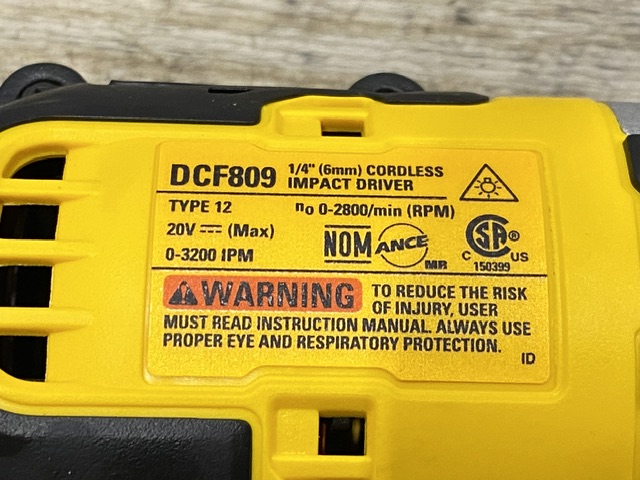 DCF809 1/4" (6mm) CORDLESS
IMPACT DRIVER
TYPE 12 no 0-2800/min (RPM)
20V ⎓ (Max)
0-3200 IPM
NOM ANCE MR
CSA ® C US
150399
WARNING TO REDUCE THE RISK
OF INJURY, USER
MUST READ INSTRUCTION MANUAL. ALWAYS USE
PROPER EYE AND RESPIRATORY PROTECTION.
ID